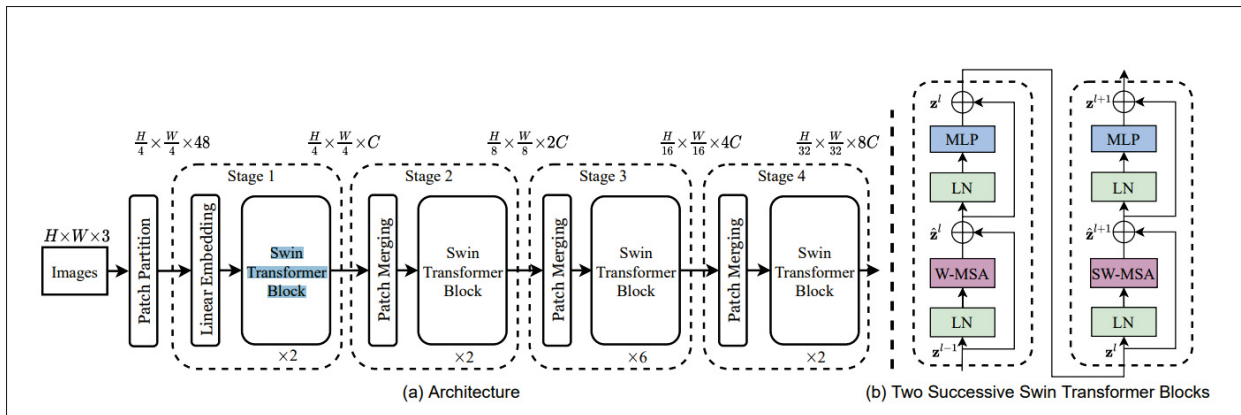 H/4 × W/4 × 48
H/4 × W/4 × C
H/8 × W/8 × 2C
H/16 × W/16 × 4C
H/32 × W/32 × 8C
Stage 1
Stage 2
Stage 3
Stage 4
H×W×3
Images
Patch Partition
Linear Embedding
Swin
Transformer
Block
×2
Patch Merging
Swin
Transformer
Block
×2
Patch Merging
Swin
Transformer
Block
×6
Patch Merging
Swin
Transformer
Block
×2
(a) Architecture
z^l
MLP
LN
ẑ^l
W-MSA
LN
z^{l-1}
z^{l+1}
MLP
LN
ẑ^{l+1}
SW-MSA
LN
z^l
(b) Two Successive Swin Transformer Blocks